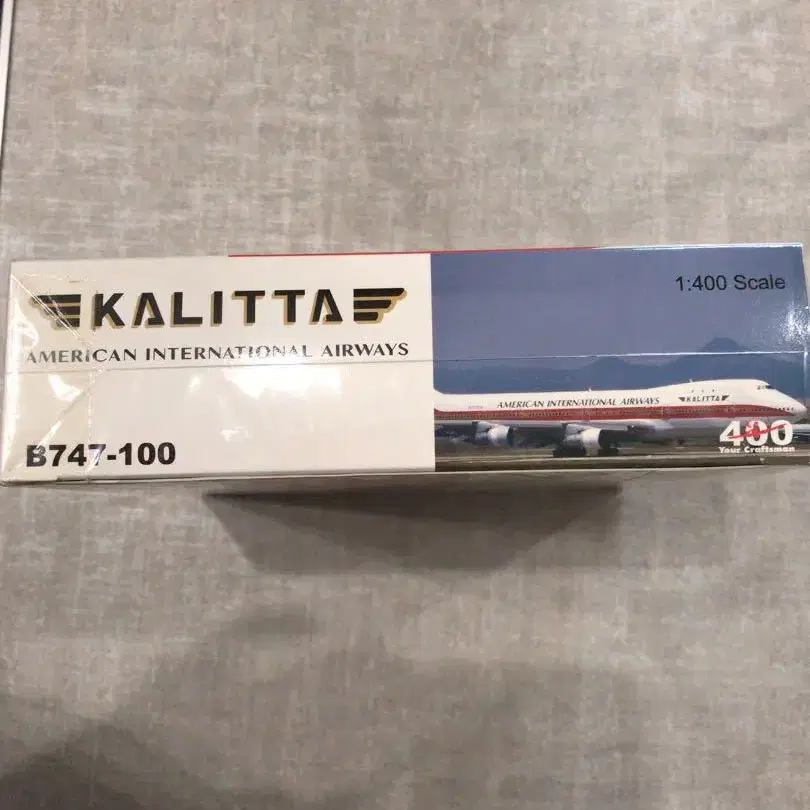 KALITTA
AMERICAN INTERNATIONAL AIRWAYS
B747-100
1:400 Scale
AMERICAN INTERNATIONAL AIRWAYS KALITTA
400
Your Craftsman